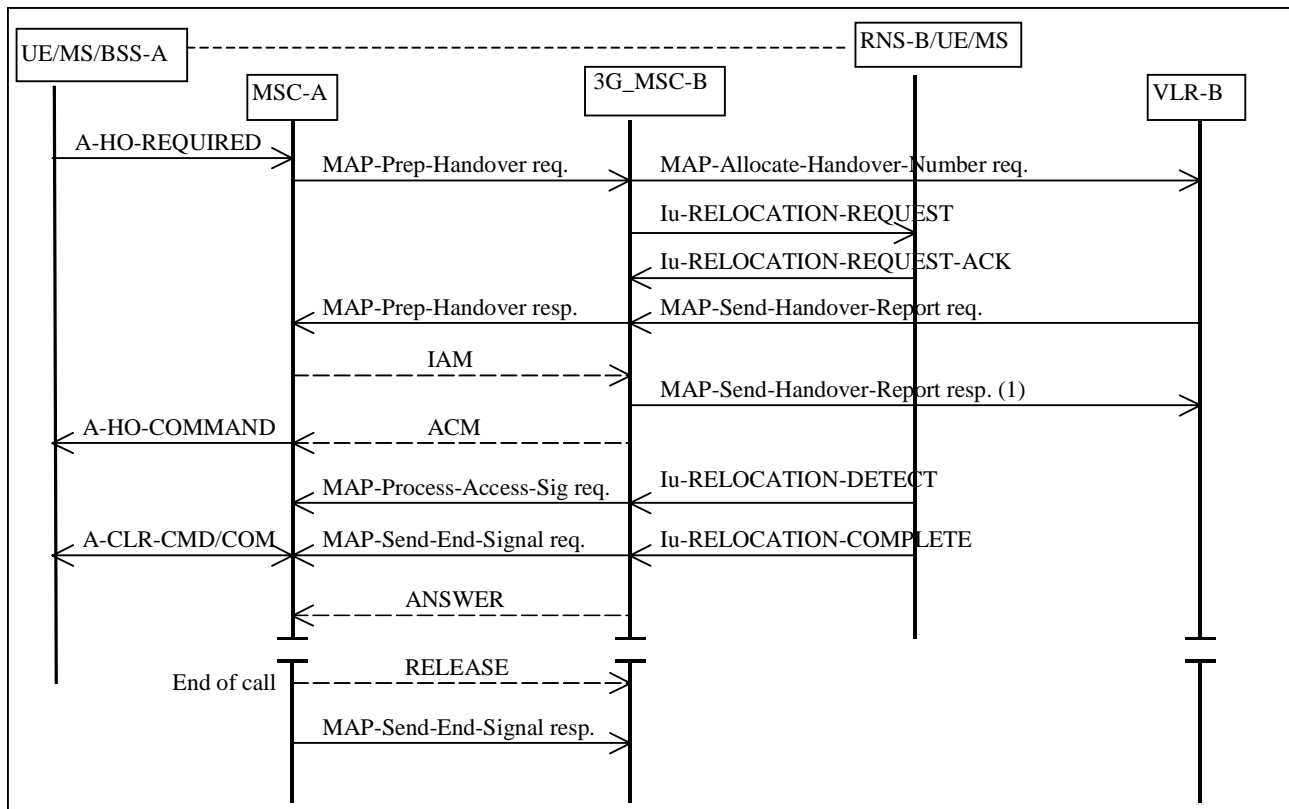 UE/MS/BSS-A
RNS-B/UE/MS
MSC-A
3G_MSC-B
VLR-B
A-HO-REQUIRED
MAP-Prep-Handover req.
MAP-Allocate-Handover-Number req.
Iu-RELOCATION-REQUEST
Iu-RELOCATION-REQUEST-ACK
MAP-Prep-Handover resp.
MAP-Send-Handover-Report req.
IAM
MAP-Send-Handover-Report resp. (1)
A-HO-COMMAND
ACM
MAP-Process-Access-Sig req.
Iu-RELOCATION-DETECT
A-CLR-CMD/COM
MAP-Send-End-Signal req.
Iu-RELOCATION-COMPLETE
ANSWER
End of call
RELEASE
MAP-Send-End-Signal resp.